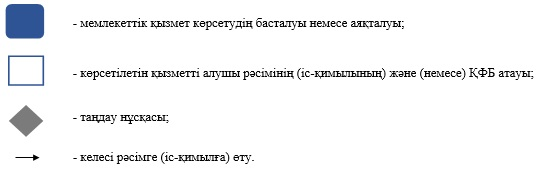 - мемлекеттік қызмет көрсетудің басталуы немесе аяқталуы;
- көрсетілетін қызметті алушы рәсімінің (іс-қимылының) және (немесе) ҚФБ атауы;
- таңдау нұсқасы;
- келесі рәсімге (іс-қимылға) өту.